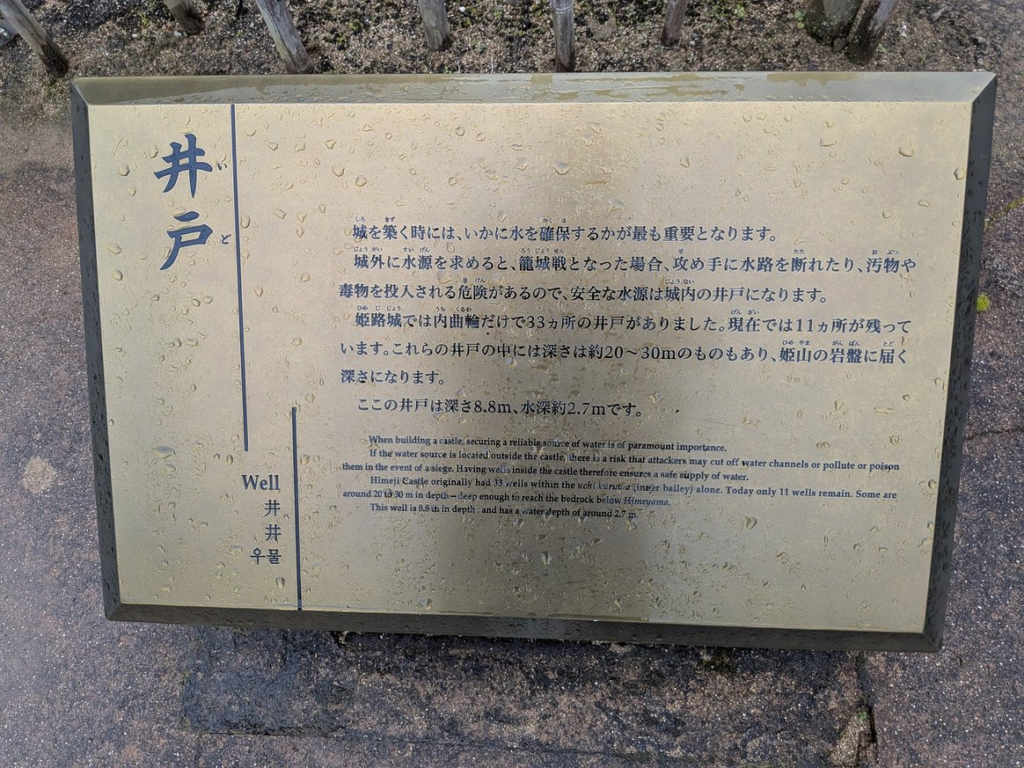 井戸
いど
城を築く時には、いかに水を確保するかが最も重要となります。
城外に水源を求めると、籠城戦となった場合、攻め手に水路を断れたり、汚物や
毒物を投入される危険があるので、安全な水源は城内の井戸になります。
姫路城では内曲輪だけで33ヵ所の井戸がありました。現在では11ヵ所が残って
います。これらの井戸の中には深さは約20～30mのものもあり、姫山の岩盤に届く
深さになります。
ここの井戸は深さ8.8m、水深約2.7mです。
Well
井
井
우물
When building a castle, securing a reliable source of water is of paramount importance.
If the water source is located outside the castle, there is a risk that attackers may cut off water channels or pollute or poison
them in the event of a siege. Having wells inside the castle therefore ensures a safe supply of water.
Himeji Castle originally had 33 wells within the uchi kuruwa (inner bailey) alone. Today only 11 wells remain. Some are
around 20 to 30 m in depth—deep enough to reach the bedrock below Himeyama.
This well is 8.8 m in depth, and has a water depth of around 2.7 m.